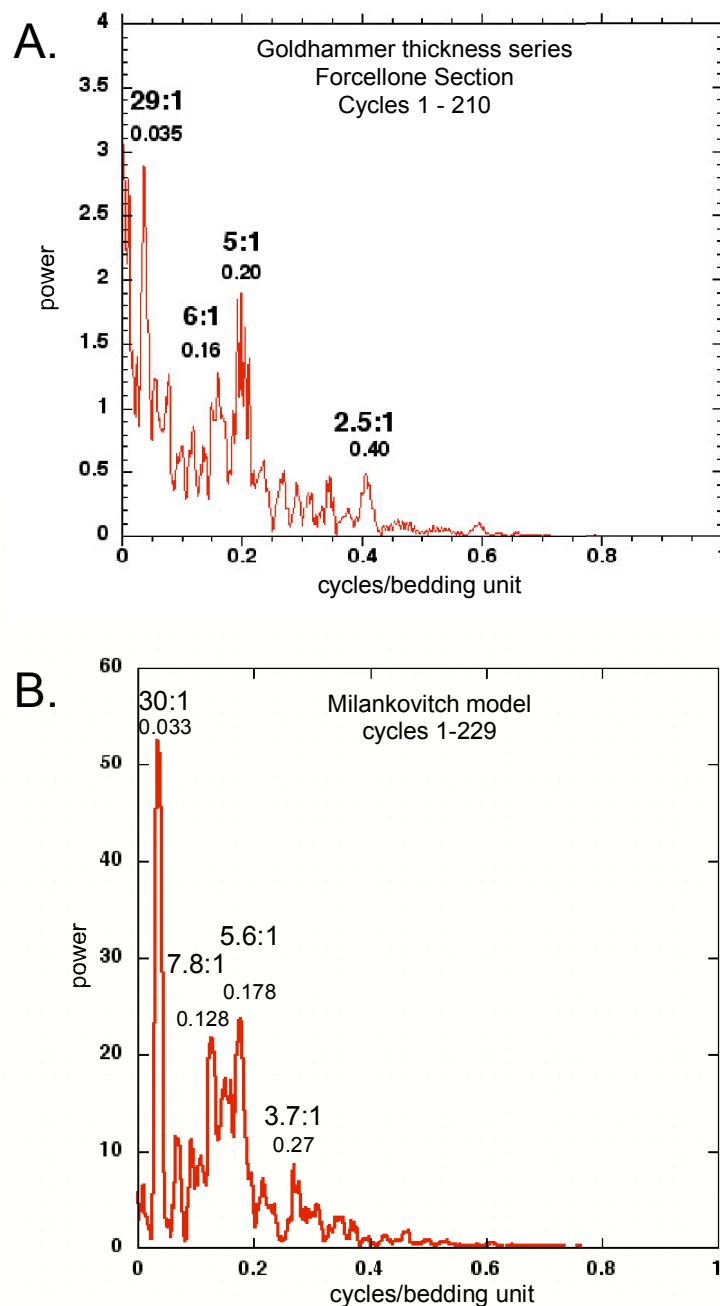 A.
Goldhammer thickness series
Forcellone Section
Cycles 1 - 210
4
3.5
3
2.5
2
1.5
1
0.5
0
power
29:1
0.035
6:1
0.16
5:1
0.20
2.5:1
0.40
0 0.2 0.4 0.6 0.8
cycles/bedding unit
B.
Milankovitch model
cycles 1-229
60
50
40
30
20
10
0
power
30:1
0.033
7.8:1
0.128
5.6:1
0.178
3.7:1
0.27
0 0.2 0.4 0.6 0.8 1
cycles/bedding unit